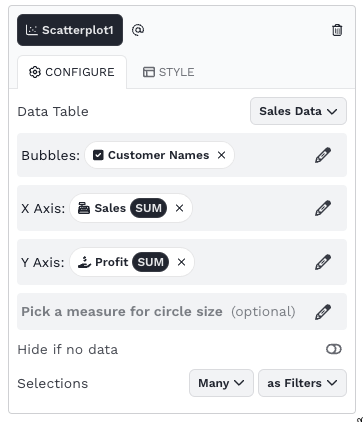 Scatterplot1 @
CONFIGURE STYLE
Data Table Sales Data
Bubbles: Customer Names ×
X Axis: Sales SUM ×
Y Axis: Profit SUM ×
Pick a measure for circle size (optional)
Hide if no data
Selections Many as Filters